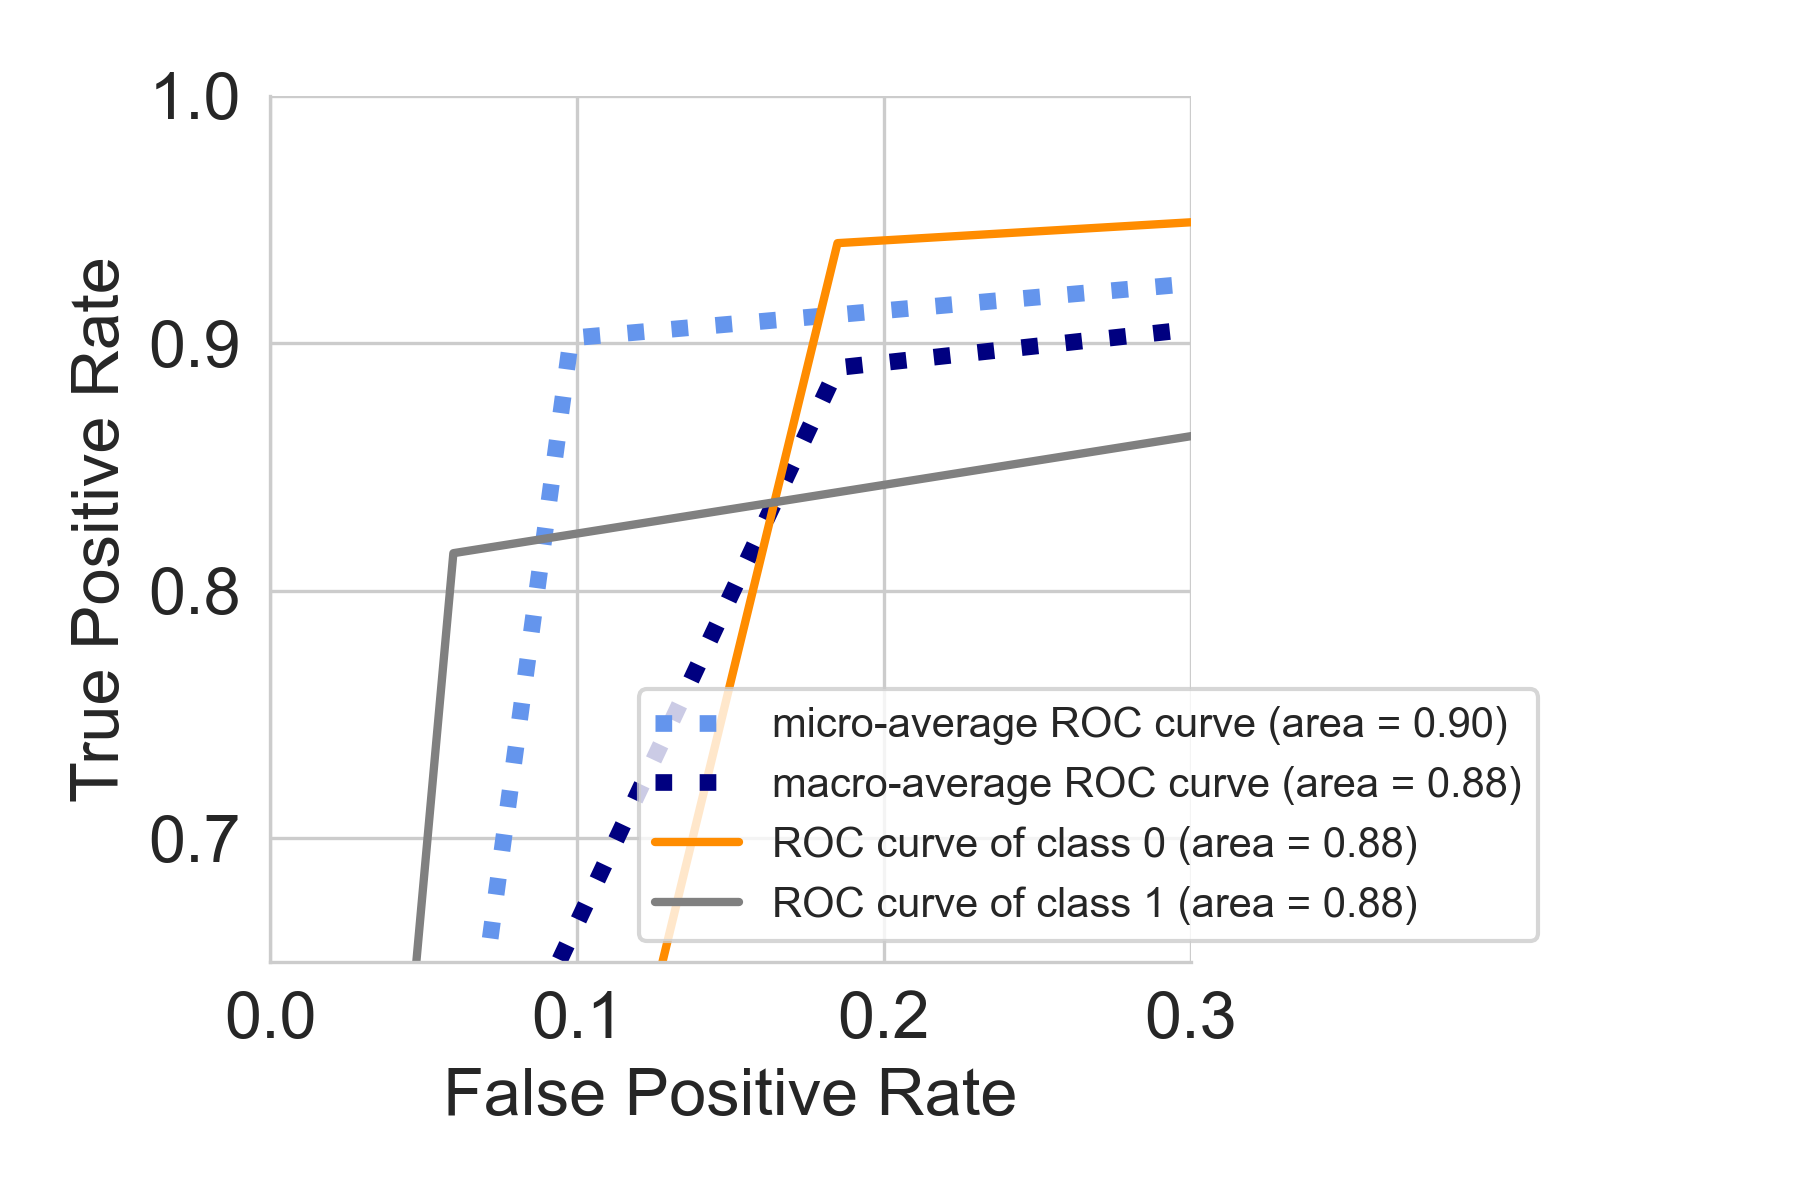 1.0
0.9
0.8
0.7
True Positive Rate
0.0 0.1 0.2 0.3
False Positive Rate
micro-average ROC curve (area = 0.90)
macro-average ROC curve (area = 0.88)
ROC curve of class 0 (area = 0.88)
ROC curve of class 1 (area = 0.88)